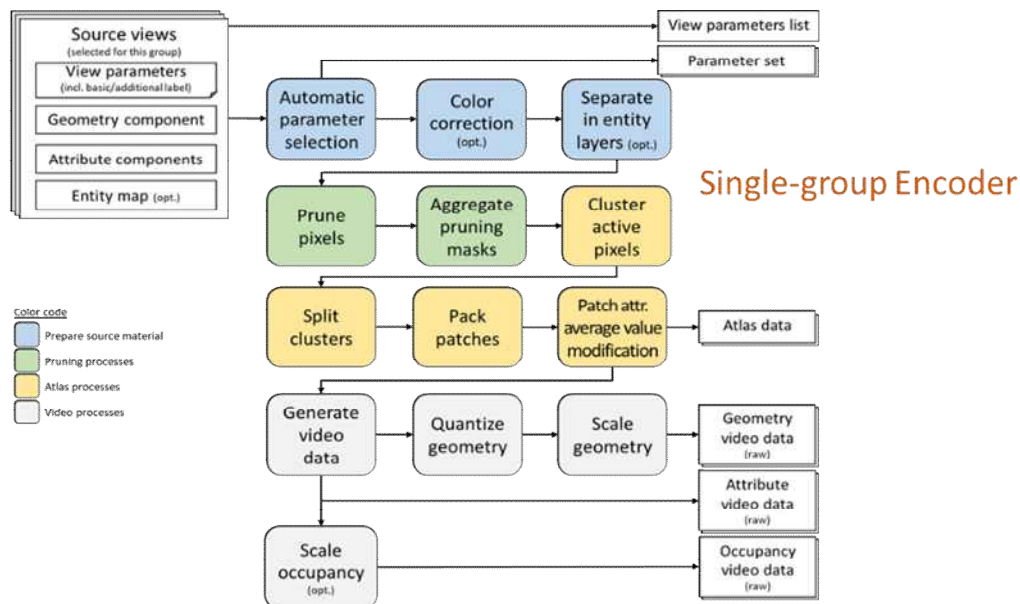 Source views
(selected for this group)
View parameters
(incl. basic/additional label)
Geometry component
Attribute components
Entity map (opt.)
View parameters list
Parameter set
Automatic
parameter
selection
Color
correction
(opt.)
Separate
in entity
layers (opt.)
Single-group Encoder
Prune
pixels
Aggregate
pruning
masks
Cluster
active
pixels
Split
clusters
Pack
patches
Patch attr.
average value
modification
Atlas data
Color code
Prepare source material
Pruning processes
Atlas processes
Video processes
Generate
video
data
Quantize
geometry
Scale
geometry
Geometry
video data
(raw)
Attribute
video data
(raw)
Scale
occupancy
(opt.)
Occupancy
video data
(raw)